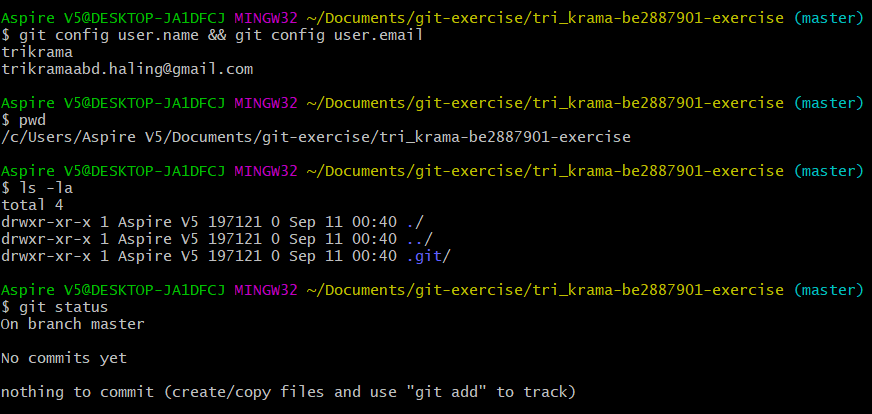 Aspire V5@DESKTOP-JA1DFCJ MINGW32 ~/Documents/git-exercise/tri_krama-be2887901-exercise (master)
$ git config user.name && git config user.email
trikrama
trikramaabd.haling@gmail.com
Aspire V5@DESKTOP-JA1DFCJ MINGW32 ~/Documents/git-exercise/tri_krama-be2887901-exercise (master)
$ pwd
/c/Users/Aspire V5/Documents/git-exercise/tri_krama-be2887901-exercise
Aspire V5@DESKTOP-JA1DFCJ MINGW32 ~/Documents/git-exercise/tri_krama-be2887901-exercise (master)
$ ls -la
total 4
drwxr-xr-x 1 Aspire V5 197121 0 Sep 11 00:40 ./
drwxr-xr-x 1 Aspire V5 197121 0 Sep 11 00:40 ../
drwxr-xr-x 1 Aspire V5 197121 0 Sep 11 00:40 .git/
Aspire V5@DESKTOP-JA1DFCJ MINGW32 ~/Documents/git-exercise/tri_krama-be2887901-exercise (master)
$ git status
On branch master
No commits yet
nothing to commit (create/copy files and use "git add" to track)